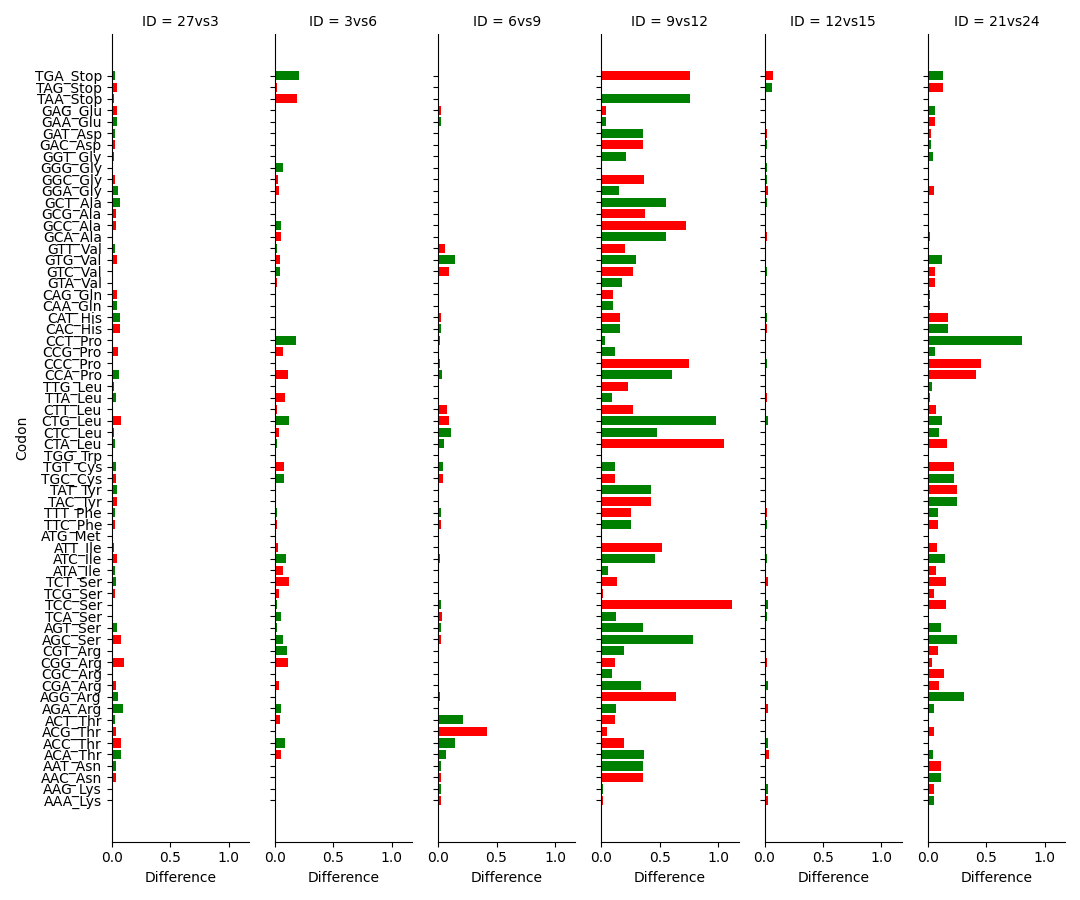 ID = 27vs3 ID = 3vs6 ID = 6vs9 ID = 9vs12 ID = 12vs15 ID = 21vs24
TGA_Stop
TAG_Stop
TAA_Stop
GAG_Glu
GAA_Glu
GAT_Asp
GAC_Asp
GGT_Gly
GGG_Gly
GGC_Gly
GGA_Gly
GCT_Ala
GCG_Ala
GCC_Ala
GCA_Ala
GTT_Val
GTG_Val
GTC_Val
GTA_Val
CAG_Gln
CAA_Gln
CAT_His
CAC_His
CCT_Pro
CCG_Pro
CCC_Pro
CCA_Pro
TTG_Leu
TTA_Leu
CTT_Leu
CTG_Leu
CTC_Leu
CTA_Leu
TGG_Trp
TGT_Cys
TGC_Cys
TAT_Tyr
TAC_Tyr
TTT_Phe
TTC_Phe
ATG_Met
ATT_Ile
ATC_Ile
ATA_Ile
TCT_Ser
TCG_Ser
TCC_Ser
TCA_Ser
AGT_Ser
AGC_Ser
CGT_Arg
CGG_Arg
CGC_Arg
CGA_Arg
AGG_Arg
AGA_Arg
ACT_Thr
ACG_Thr
ACC_Thr
ACA_Thr
AAT_Asn
AAC_Asn
AAG_Lys
AAA_Lys
Codon
0.0 0.5 1.0 0.0 0.5 1.0 0.0 0.5 1.0 0.0 0.5 1.0 0.0 0.5 1.0 0.0 0.5 1.0
Difference Difference Difference Difference Difference Difference